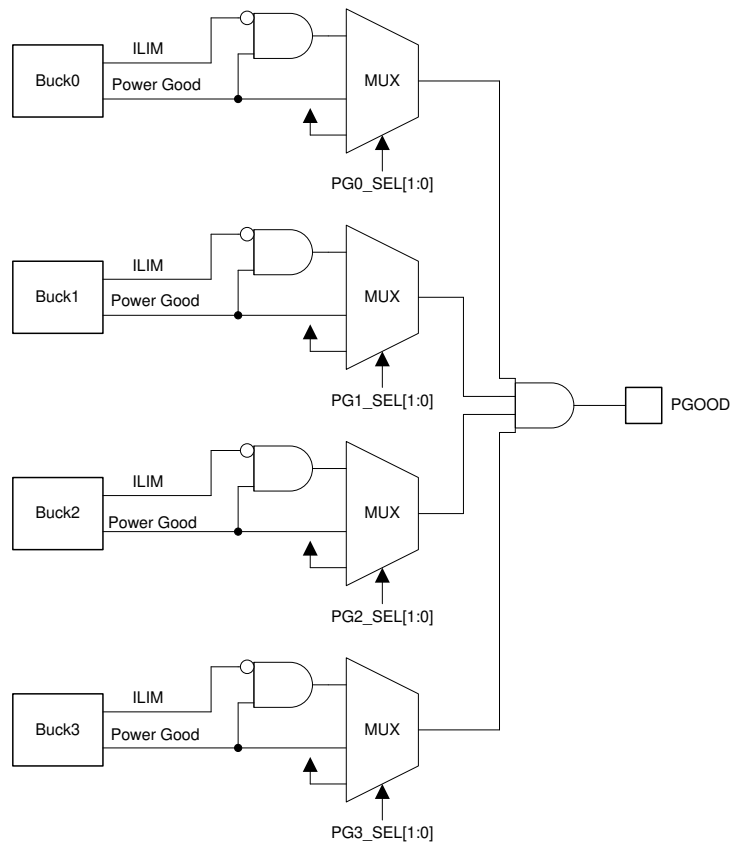 ILIM
Buck0
Power Good
MUX
PG0_SEL[1:0]
ILIM
Buck1
Power Good
MUX
PG1_SEL[1:0]
PGOOD
ILIM
Buck2
Power Good
MUX
PG2_SEL[1:0]
ILIM
Buck3
Power Good
MUX
PG3_SEL[1:0]